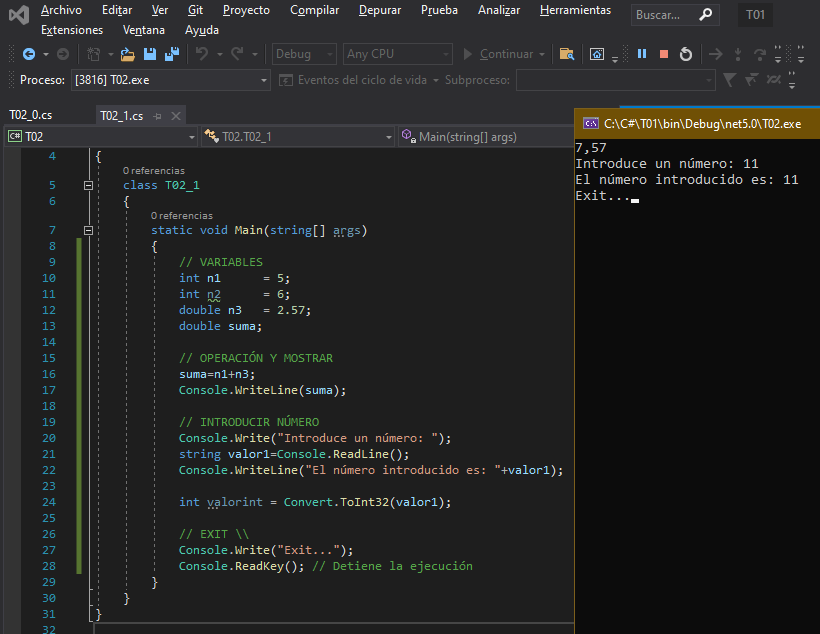 Archivo Editar Ver Git Proyecto Compilar Depurar Prueba Analizar Herramientas Buscar... T01
Extensiones Ventana Ayuda
Debug Any CPU Continuar
Proceso: [3816] T02.exe Eventos del ciclo de vida Subproceso:
T02_0.cs T02_1.cs
C# T02 T02.T02_1 Main(string[] args)
4 {
0 referencias
5 class T02_1
6 {
0 referencias
7 static void Main(string[] args)
8 {
9 // VARIABLES
10 int n1 = 5;
11 int n2 = 6;
12 double n3 = 2.57;
13 double suma;
14
15 // OPERACIÓN Y MOSTRAR
16 suma=n1+n3;
17 Console.WriteLine(suma);
18
19 // INTRODUCIR NÚMERO
20 Console.Write("Introduce un número: ");
21 string valor1=Console.ReadLine();
22 Console.WriteLine("El número introducido es: "+valor1);
23
24 int valorint = Convert.ToInt32(valor1);
25
26 // EXIT \\
27 Console.Write("Exit...");
28 Console.ReadKey(); // Detiene la ejecución
29 }
30 }
31 }
32
C:\C#\T01\bin\Debug\net5.0\T02.exe
7,57
Introduce un número: 11
El número introducido es: 11
Exit...